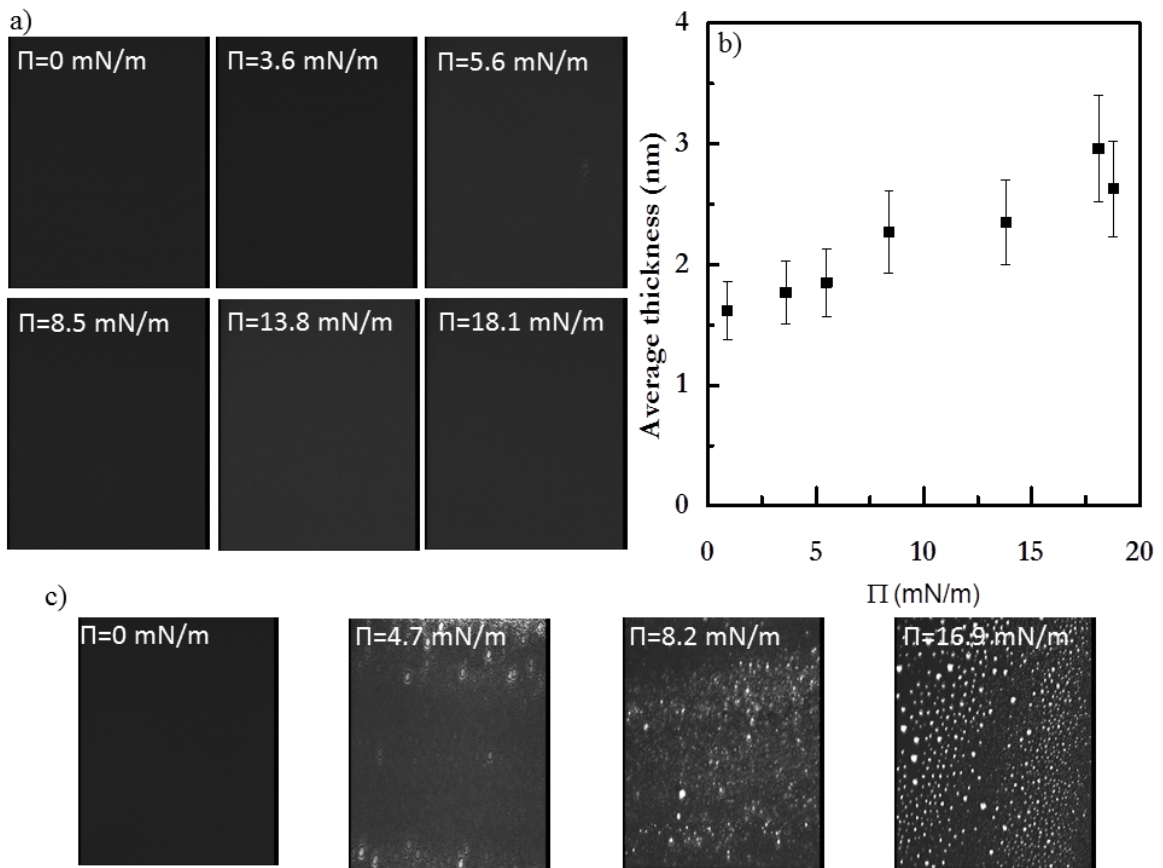 a)
Π=0 mN/m
Π=3.6 mN/m
Π=5.6 mN/m
Π=8.5 mN/m
Π=13.8 mN/m
Π=18.1 mN/m
b)
Average thickness (nm)
4
3
2
1
0
0 5 10 15 20
Π (mN/m)
c)
Π=0 mN/m
Π=4.7 mN/m
Π=8.2 mN/m
Π=16.9 mN/m